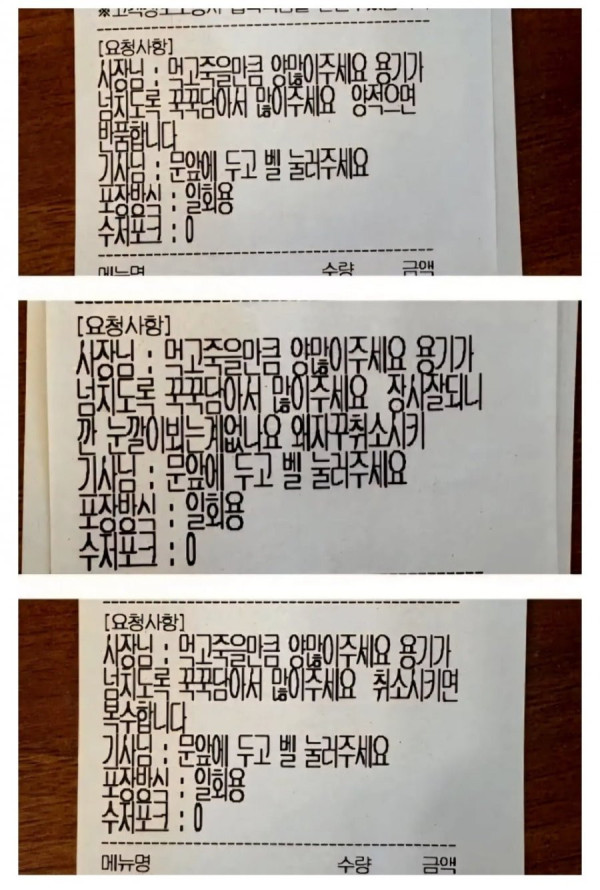 [요청사항]
사장님 : 먹고죽을만큼 양많이주세요 용기가
넘치도록 꾹꾹담아서 많이주세요 양적으면
반품합니다
기사님 : 문앞에 두고 벨 눌러주세요
포장방식 : 일회용
수저포크 : 0
메뉴명 수량 금액
[요청사항]
사장님 : 먹고죽을만큼 양많이주세요 용기가
넘치도록 꾹꾹담아서 많이주세요 장사잘되니
깐 눈깔이뵈는게없나요 왜자꾸취소시키
기사님 : 문앞에 두고 벨 눌러주세요
포장방식 : 일회용
수저포크 : 0
[요청사항]
사장님 : 먹고죽을만큼 양많이주세요 용기가
넘치도록 꾹꾹담아서 많이주세요 취소시키면
복수합니다
기사님 : 문앞에 두고 벨 눌러주세요
포장방식 : 일회용
수저포크 : 0
메뉴명 수량 금액